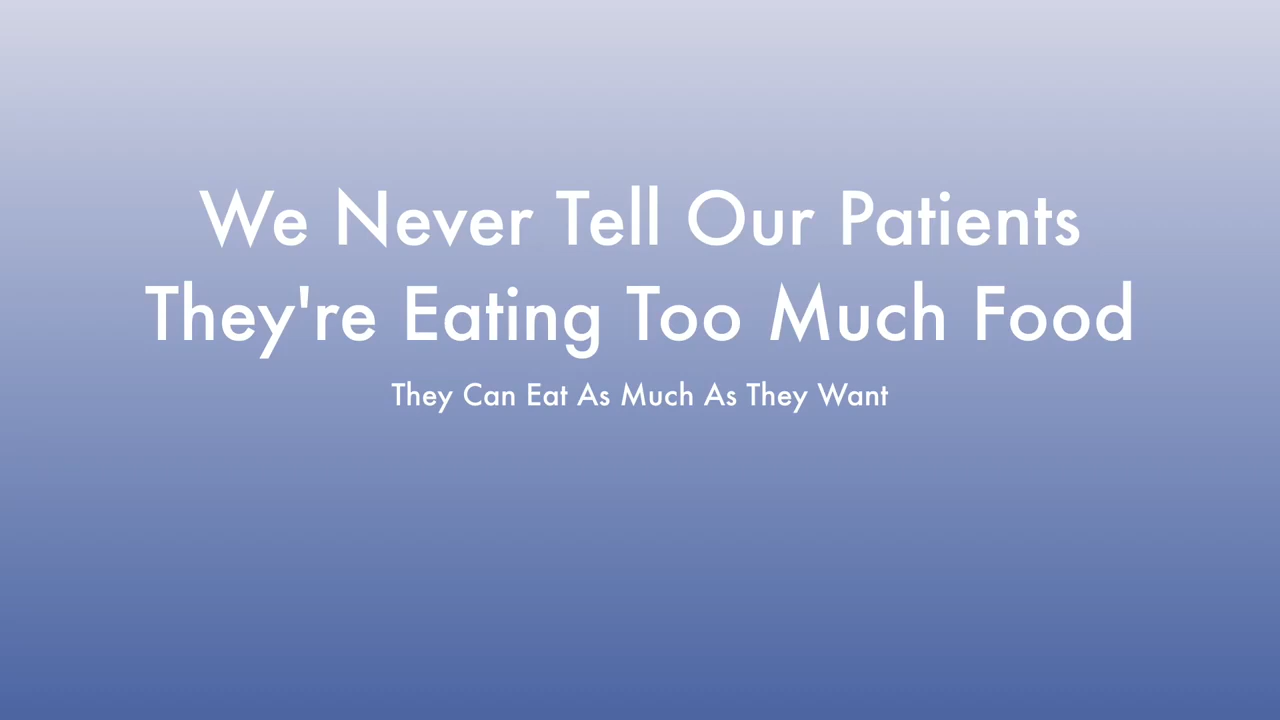 We Never Tell Our Patients
They're Eating Too Much Food
They Can Eat As Much As They Want